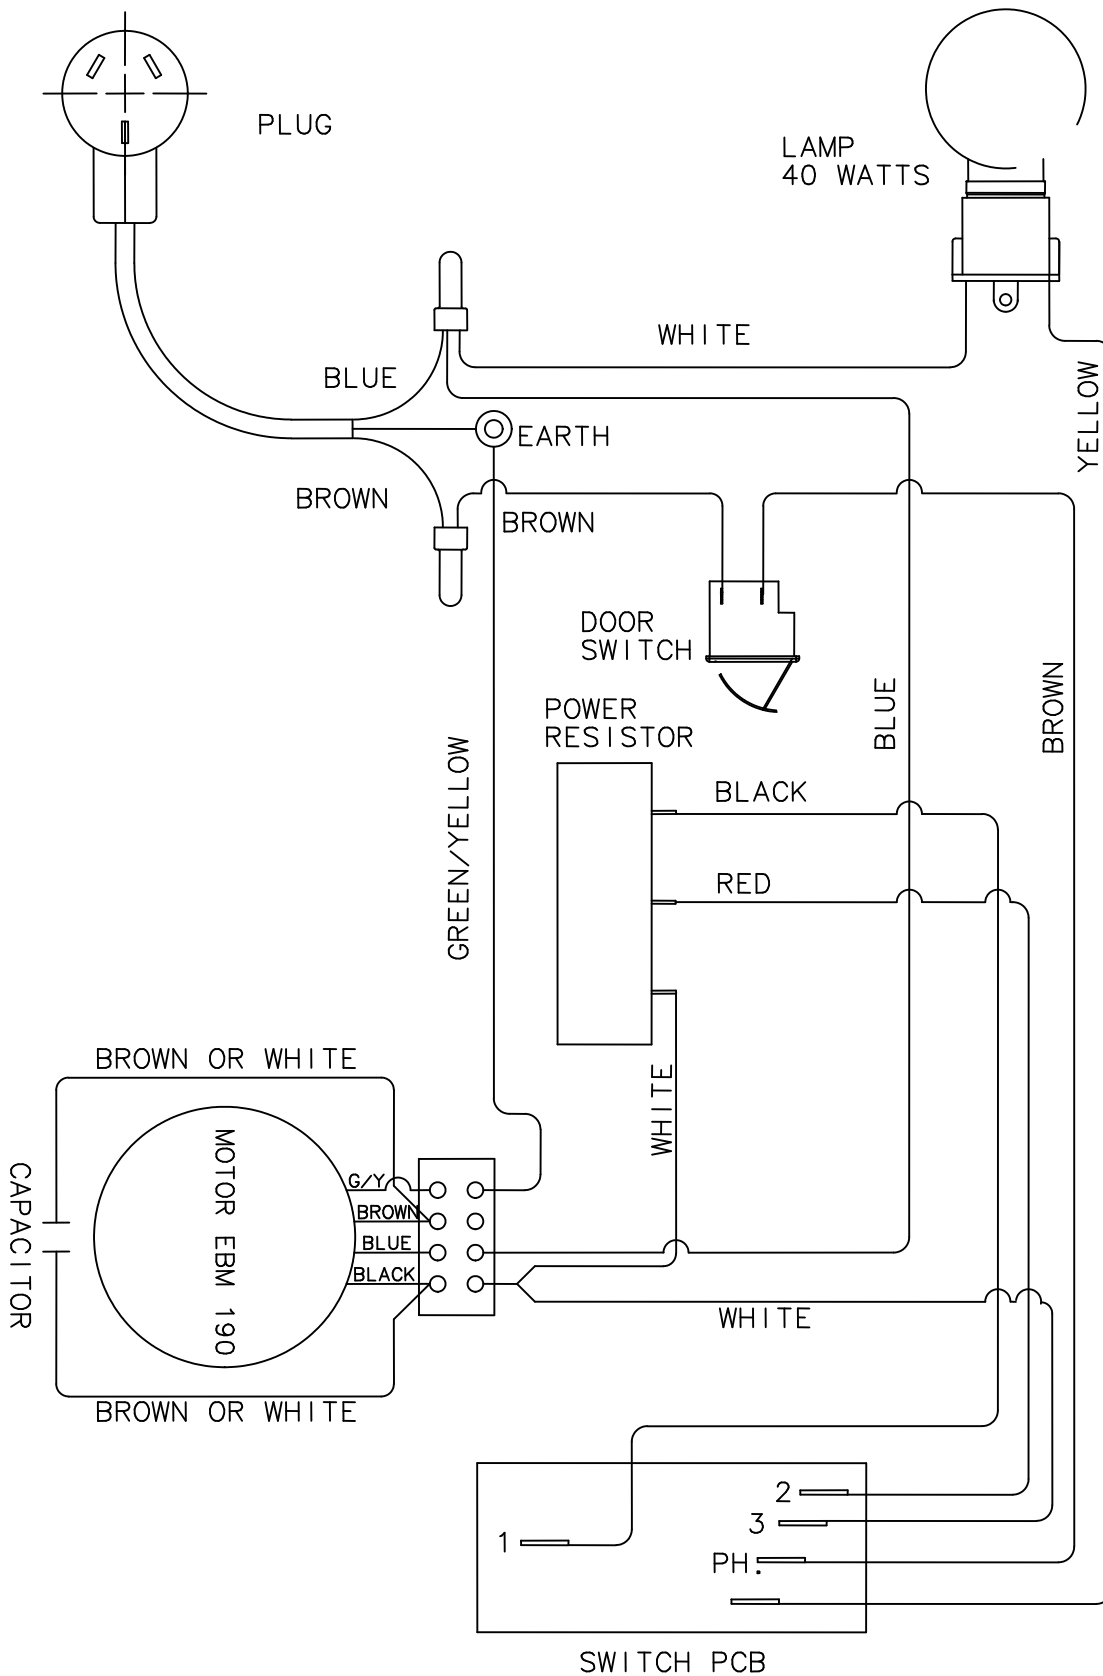 PLUG
LAMP
40 WATTS
WHITE
BLUE
YELLOW
EARTH
BROWN
BROWN
DOOR
SWITCH
BLUE
BROWN
POWER
RESISTOR
GREEN/YELLOW
BLACK
RED
BROWN OR WHITE
WHITE
CAPACITOR
MOTOR EBM 190
G/Y
BROWN
BLUE
BLACK
WHITE
BROWN OR WHITE
2
3
1
PH.
SWITCH PCB